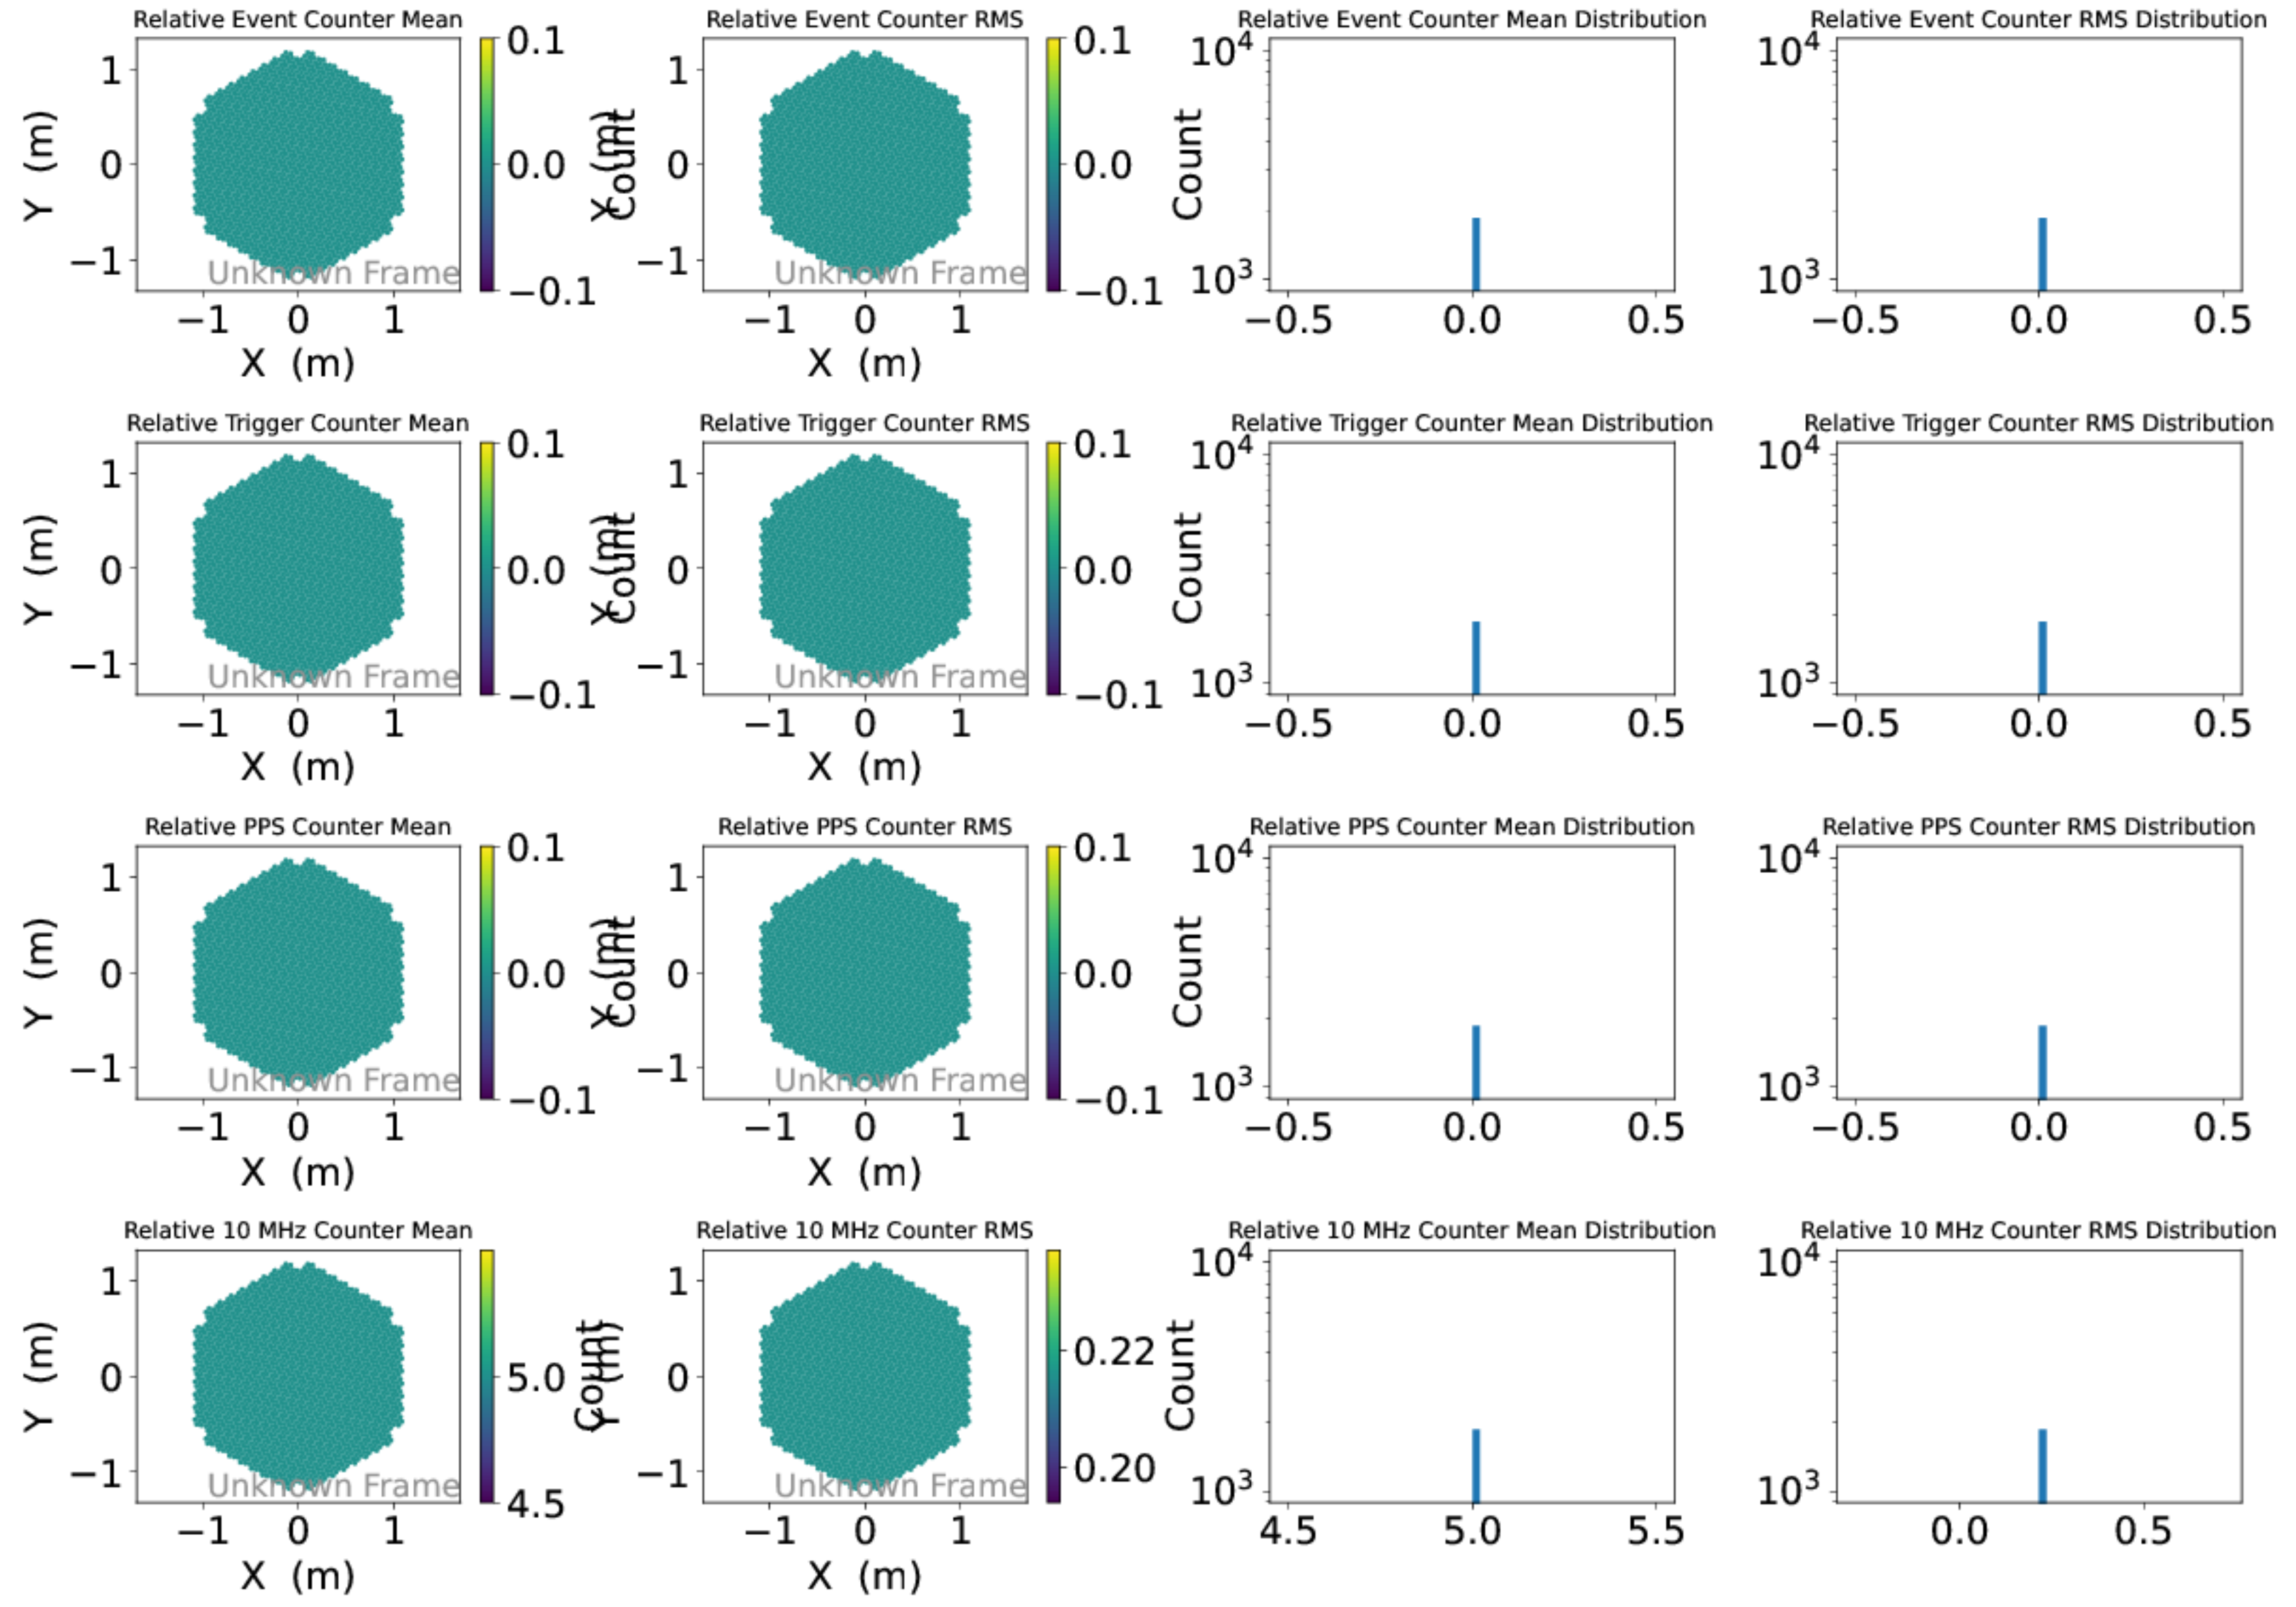 Relative Event Counter Mean
Relative Event Counter RMS
Relative Event Counter Mean Distribution
Relative Event Counter RMS Distribution
Y (m)
1
0
−1
Unknown Frame
−1 0 1
X (m)
0.1
0.0
−0.1
Count
Y (m)
1
0
−1
Unknown Frame
−1 0 1
X (m)
0.1
0.0
−0.1
Count
10⁴
10³
−0.5 0.0 0.5
10⁴
10³
−0.5 0.0 0.5
Relative Trigger Counter Mean
Relative Trigger Counter RMS
Relative Trigger Counter Mean Distribution
Relative Trigger Counter RMS Distribution
Y (m)
1
0
−1
Unknown Frame
−1 0 1
X (m)
0.1
0.0
−0.1
Count
Y (m)
1
0
−1
Unknown Frame
−1 0 1
X (m)
0.1
0.0
−0.1
Count
10⁴
10³
−0.5 0.0 0.5
10⁴
10³
−0.5 0.0 0.5
Relative PPS Counter Mean
Relative PPS Counter RMS
Relative PPS Counter Mean Distribution
Relative PPS Counter RMS Distribution
Y (m)
1
0
−1
Unknown Frame
−1 0 1
X (m)
0.1
0.0
−0.1
Count
Y (m)
1
0
−1
Unknown Frame
−1 0 1
X (m)
0.1
0.0
−0.1
Count
10⁴
10³
−0.5 0.0 0.5
10⁴
10³
−0.5 0.0 0.5
Relative 10 MHz Counter Mean
Relative 10 MHz Counter RMS
Relative 10 MHz Counter Mean Distribution
Relative 10 MHz Counter RMS Distribution
Y (m)
1
0
−1
Unknown Frame
−1 0 1
X (m)
5.0
4.5
Count
Y (m)
1
0
−1
Unknown Frame
−1 0 1
X (m)
0.22
0.20
Count
10⁴
10³
4.5 5.0 5.5
10⁴
10³
0.0 0.5